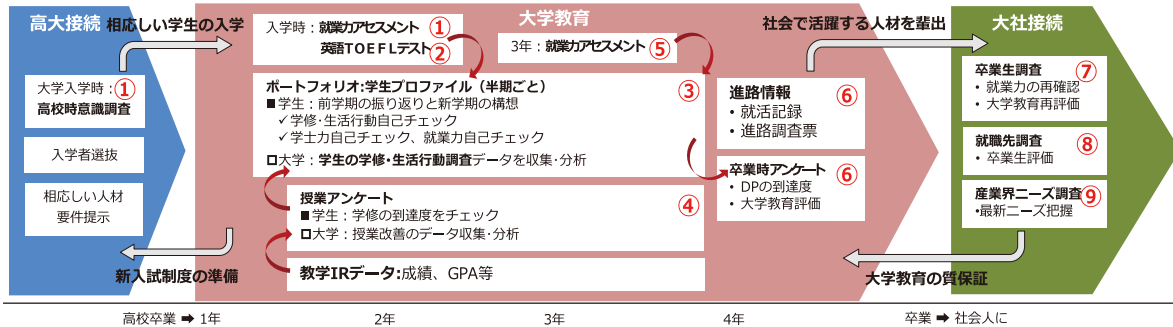 高大接続
相応しい学生の入学
大学入学時：①
高校時意識調査
入学者選抜
相応しい人材
要件提示
新入試制度の準備
大学教育
入学時：就業力アセスメント ①
英語TOEFLテスト ②
3年：就業力アセスメント ⑤
ポートフォリオ:学生プロファイル（半期ごと） ③
■学生：前学期の振り返りと新学期の構想
✓学修･生活行動自己チェック
✓学士力自己チェック、就業力自己チェック
□大学：学生の学修･生活行動調査データを収集･分析
授業アンケート ④
■学生：学修の到達度をチェック
□大学：授業改善のデータ収集･分析
教学IRデータ:成績、GPA等
進路情報 ⑥
• 就活記録
• 進路調査票
卒業時アンケート ⑥
• DPの到達度
• 大学教育評価
社会で活躍する人材を輩出
大学教育の質保証
大社接続
卒業生調査 ⑦
• 就業力の再確認
• 大学教育再評価
就職先調査 ⑧
• 卒業生評価
産業界ニーズ調査 ⑨
•最新ニーズ把握
高校卒業 ➡ 1年
2年
3年
4年
卒業 ➡ 社会人に